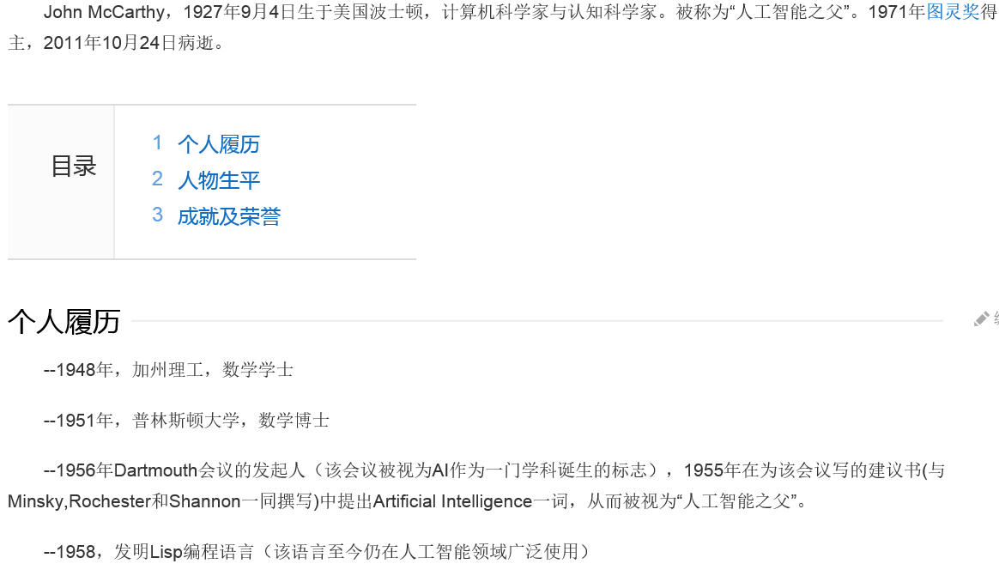 John McCarthy，1927年9月4日生于美国波士顿，计算机科学家与认知科学家。被称为“人工智能之父”。1971年图灵奖得
主，2011年10月24日病逝。
目录
1 个人履历
2 人物生平
3 成就及荣誉
个人履历
--1948年，加州理工，数学学士
--1951年，普林斯顿大学，数学博士
--1956年Dartmouth会议的发起人（该会议被视为AI作为一门学科诞生的标志），1955年在为该会议写的建议书(与
Minsky,Rochester和Shannon一同撰写)中提出Artificial Intelligence一词，从而被视为“人工智能之父”。
--1958，发明Lisp编程语言（该语言至今仍在人工智能领域广泛使用）